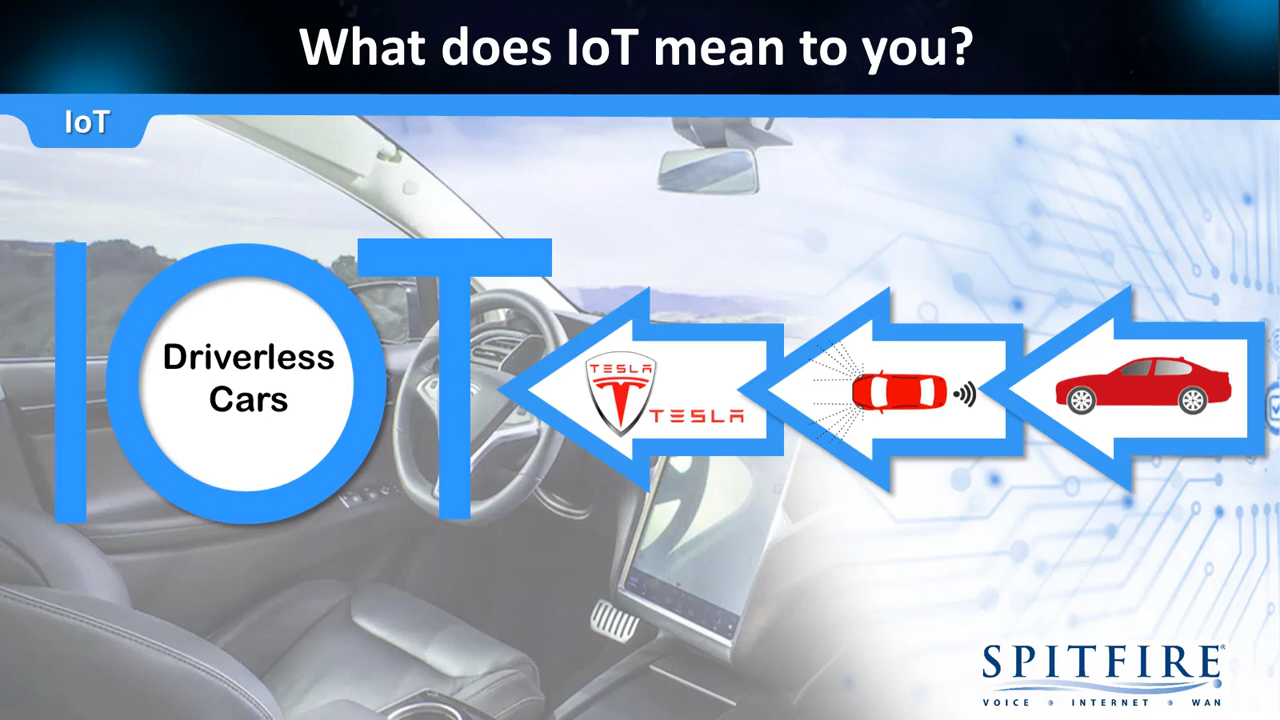 What does IoT mean to you?
IoT
IOT
Driverless
Cars
TESLA
TESLA
SPITFIRE®
VOICE • INTERNET • WAN